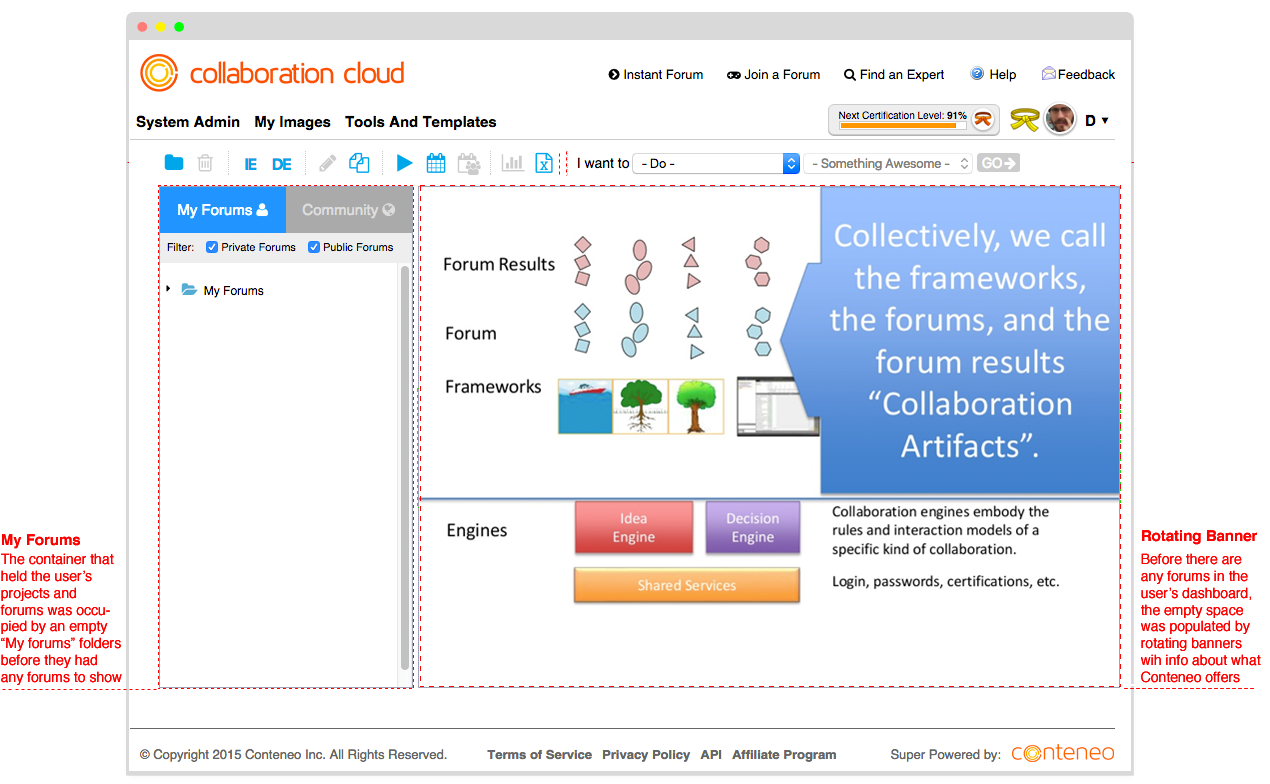 collaboration cloud
Instant Forum Join a Forum Find an Expert Help Feedback
System Admin My Images Tools And Templates
Next Certification Level: 91%
D
IE DE
I want to - Do - - Something Awesome - GO
My Forums Community
Filter: Private Forums Public Forums
My Forums
Forum Results
Forum
Frameworks
Collectively, we call
the frameworks,
the forums, and the
forum results
“Collaboration
Artifacts”.
Engines
Idea
Engine
Decision
Engine
Shared Services
Collaboration engines embody the
rules and interaction models of a
specific kind of collaboration.
Login, passwords, certifications, etc.
My Forums
The container that
held the user’s
projects and
forums was occu-
pied by an empty
“My forums” folders
before they had
any forums to show
Rotating Banner
Before there are
any forums in the
user’s dashboard,
the empty space
was populated by
rotating banners
wih info about what
Conteneo offers
© Copyright 2015 Conteneo Inc. All Rights Reserved. Terms of Service Privacy Policy API Affiliate Program Super Powered by: conteneo